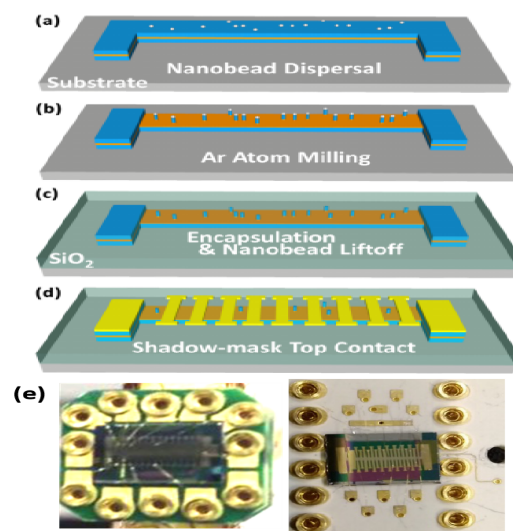 (a)
Nanobead Dispersal
Substrate
(b)
Ar Atom Milling
(c)
Encapsulation
& Nanobead Liftoff
SiO2
(d)
Shadow-mask Top Contact
(e)